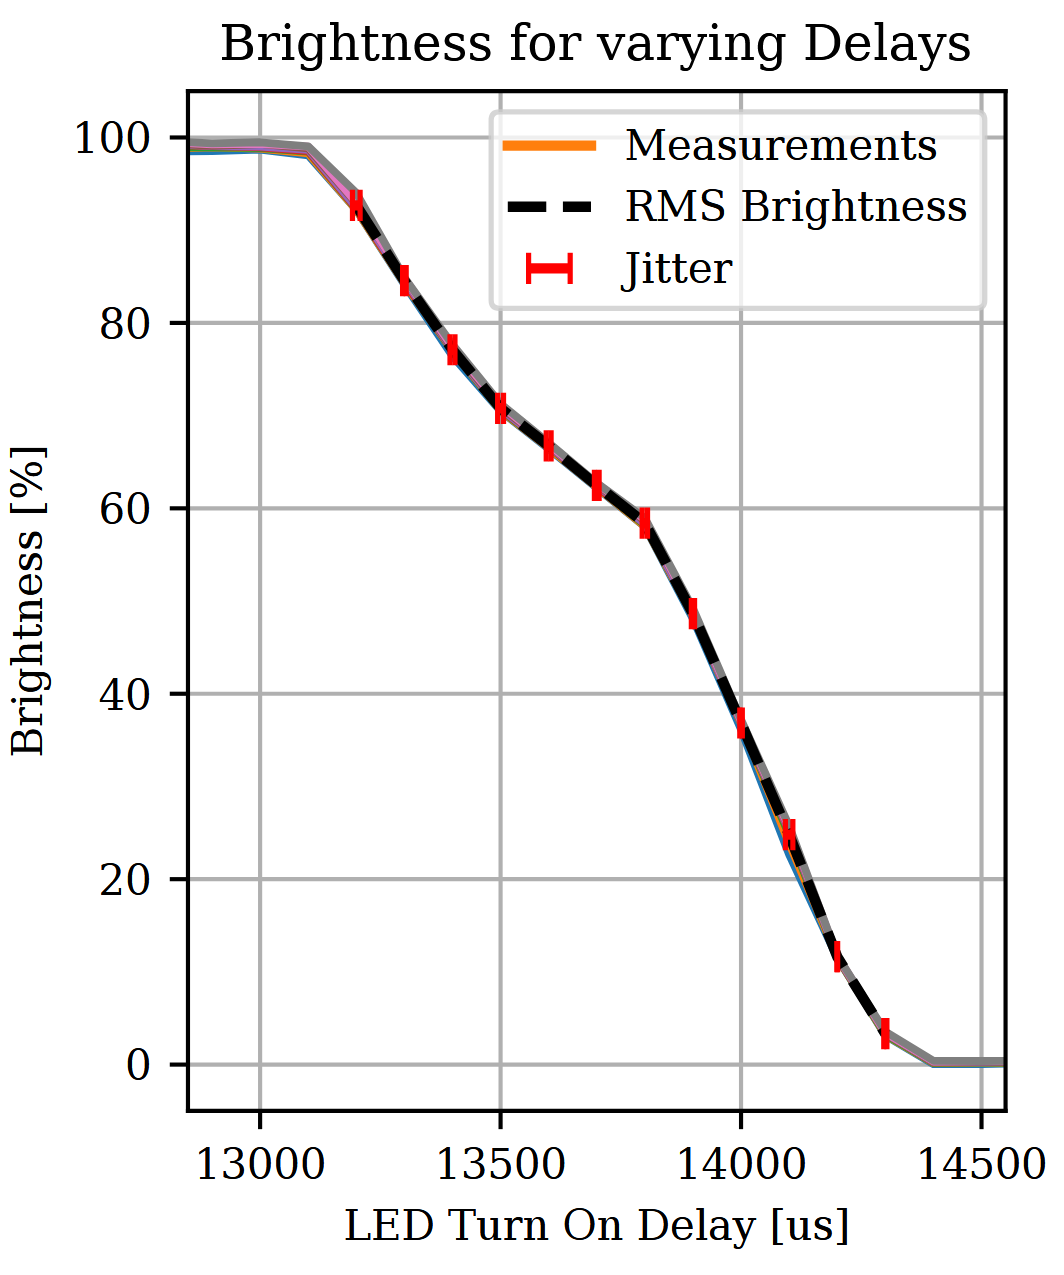 Brightness for varying Delays
Measurements
RMS Brightness
Jitter
100
80
60
40
20
0
Brightness [%]
13000
13500
14000
14500
LED Turn On Delay [us]